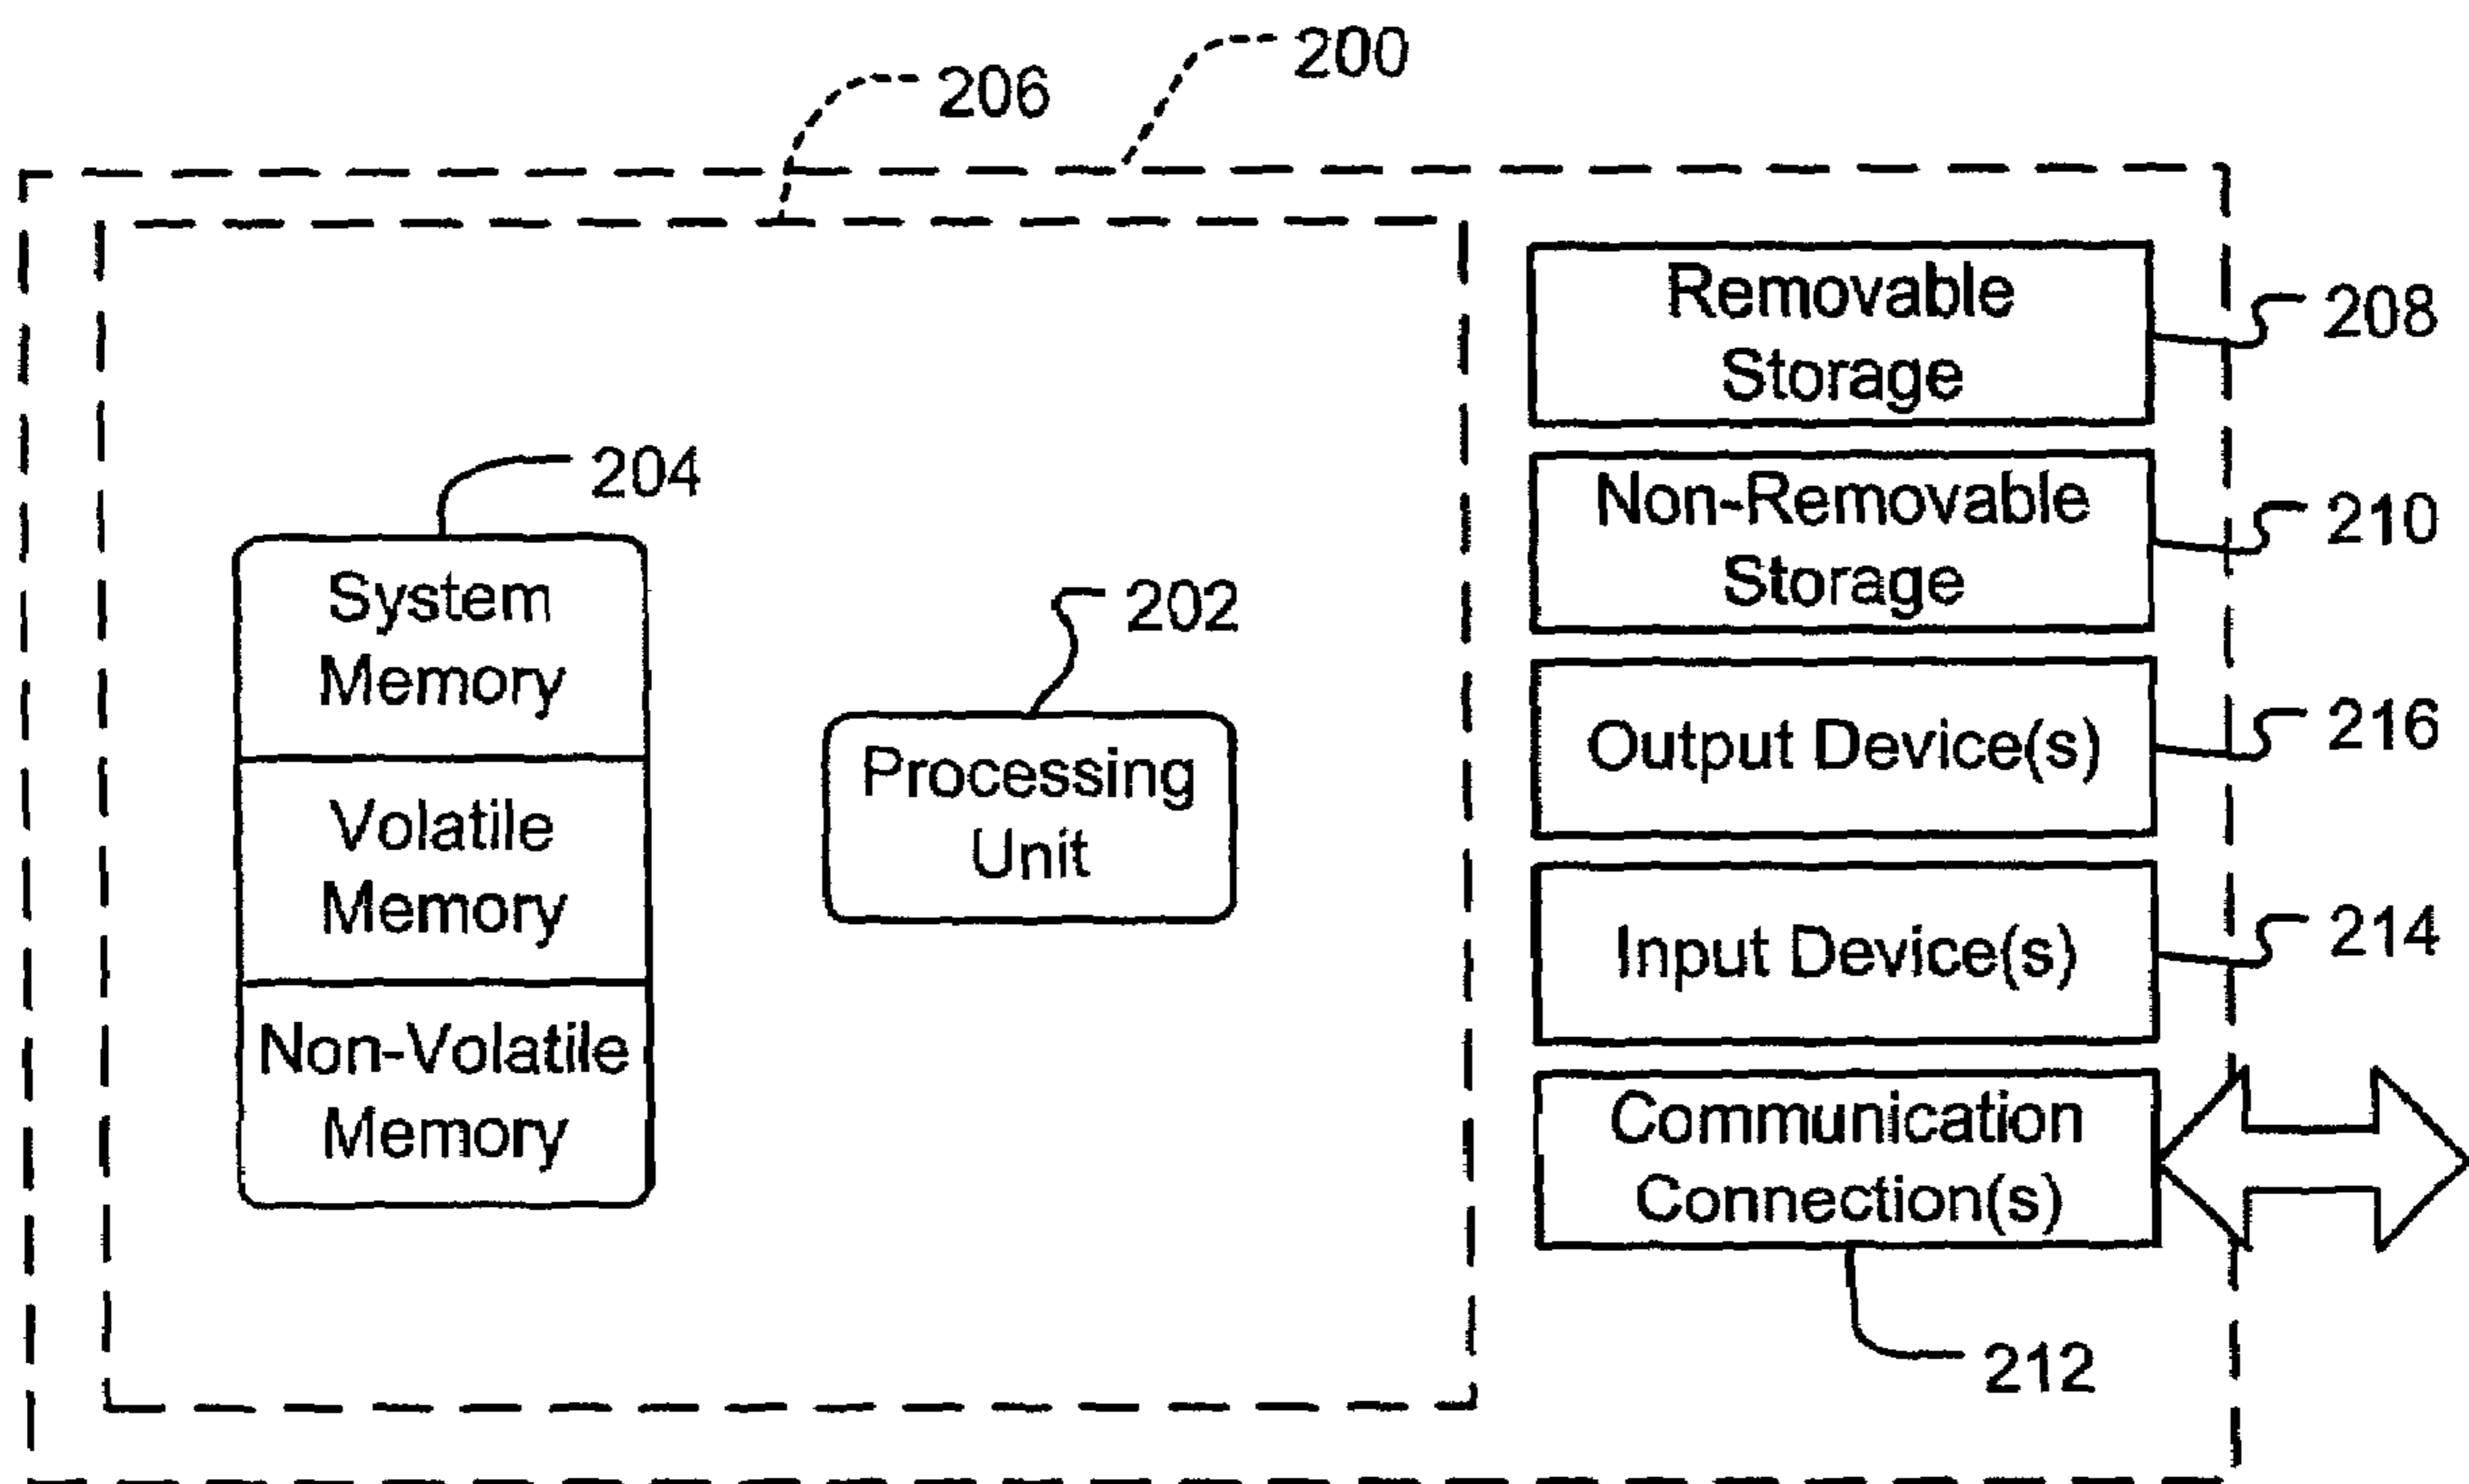 200
206
204
System
Memory
Volatile
Memory
Non-Volatile
Memory
202
Processing
Unit
Removable
Storage
208
Non-Removable
Storage
210
Output Device(s)
216
Input Device(s)
214
Communication
Connection(s)
212